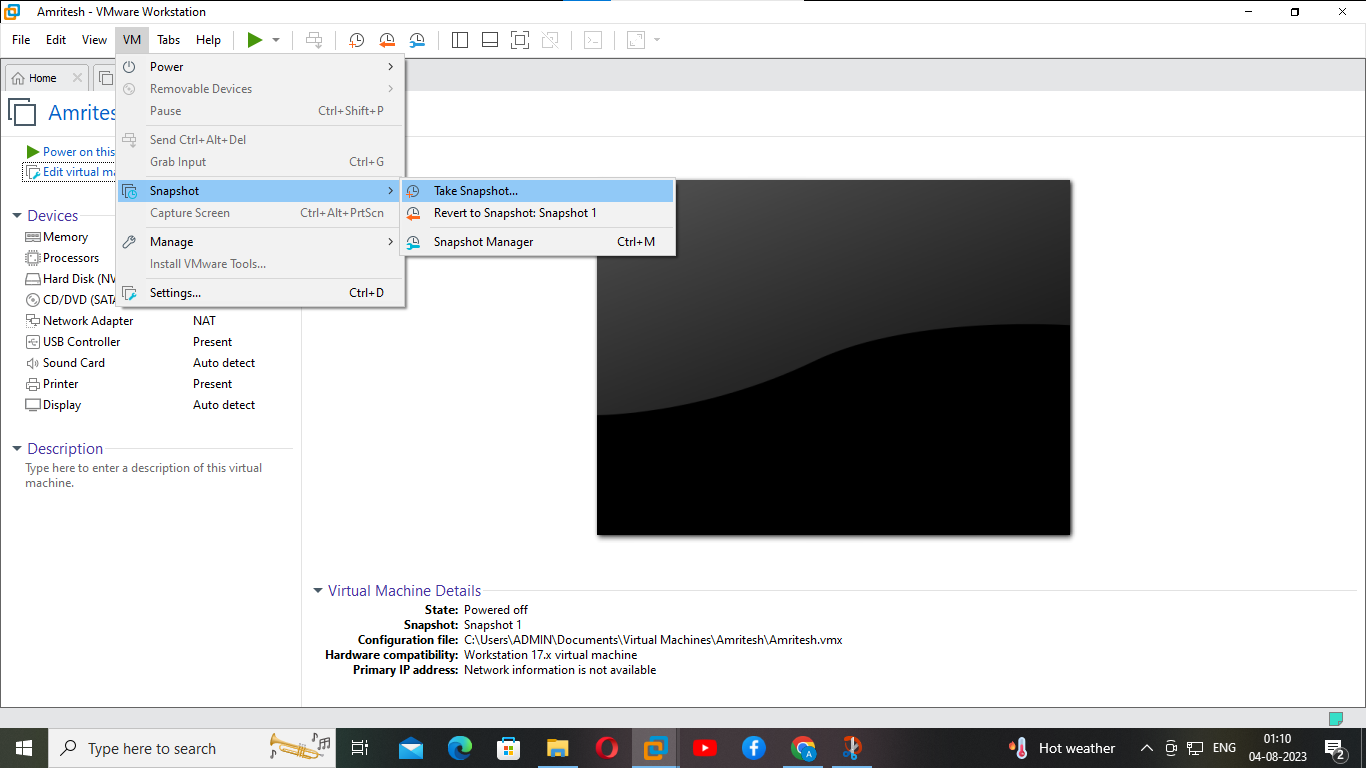 Amritesh - VMware Workstation
File Edit View VM Tabs Help
Home
Amrites
Power on this
Edit virtual ma
Power
Removable Devices
Pause Ctrl+Shift+P
Send Ctrl+Alt+Del
Grab Input Ctrl+G
Snapshot
Capture Screen Ctrl+Alt+PrtScn
Manage
Install VMware Tools...
Settings... Ctrl+D
Take Snapshot...
Revert to Snapshot: Snapshot 1
Snapshot Manager Ctrl+M
Devices
Memory
Processors
Hard Disk (NV
CD/DVD (SATA
Network Adapter NAT
USB Controller Present
Sound Card Auto detect
Printer Present
Display Auto detect
Description
Type here to enter a description of this virtual
machine.
Virtual Machine Details
State: Powered off
Snapshot: Snapshot 1
Configuration file: C:\Users\ADMIN\Documents\Virtual Machines\Amritesh\Amritesh.vmx
Hardware compatibility: Workstation 17.x virtual machine
Primary IP address: Network information is not available
Type here to search
A
Hot weather
ENG
01:10
04-08-2023
2